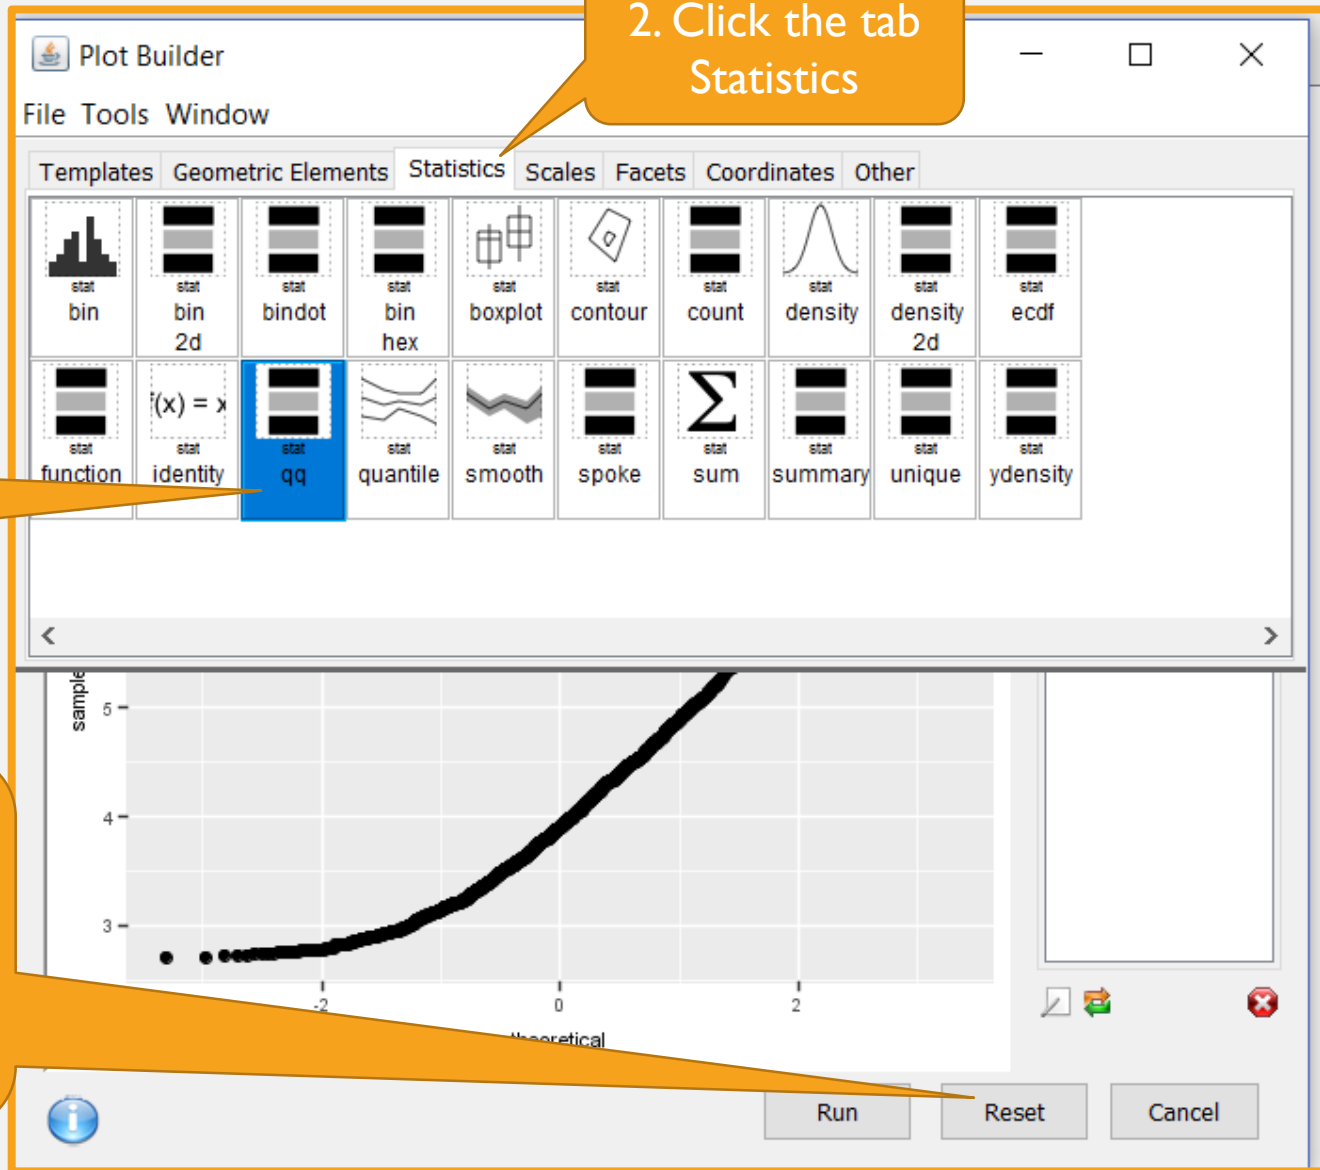 2. Click the tab
Statistics
Plot Builder
File Tools Window
Templates Geometric Elements Statistics Scales Facets Coordinates Other
stat stat stat stat stat stat stat stat stat stat
bin bin bindot bin boxplot contour count density density ecdf
2d hex 2d
f(x) = x
stat stat stat stat stat stat stat stat stat stat
function identity qq quantile smooth spoke sum summary unique ydensity
sample
5
4
3
-2 0 2
theoretical
Run Reset Cancel